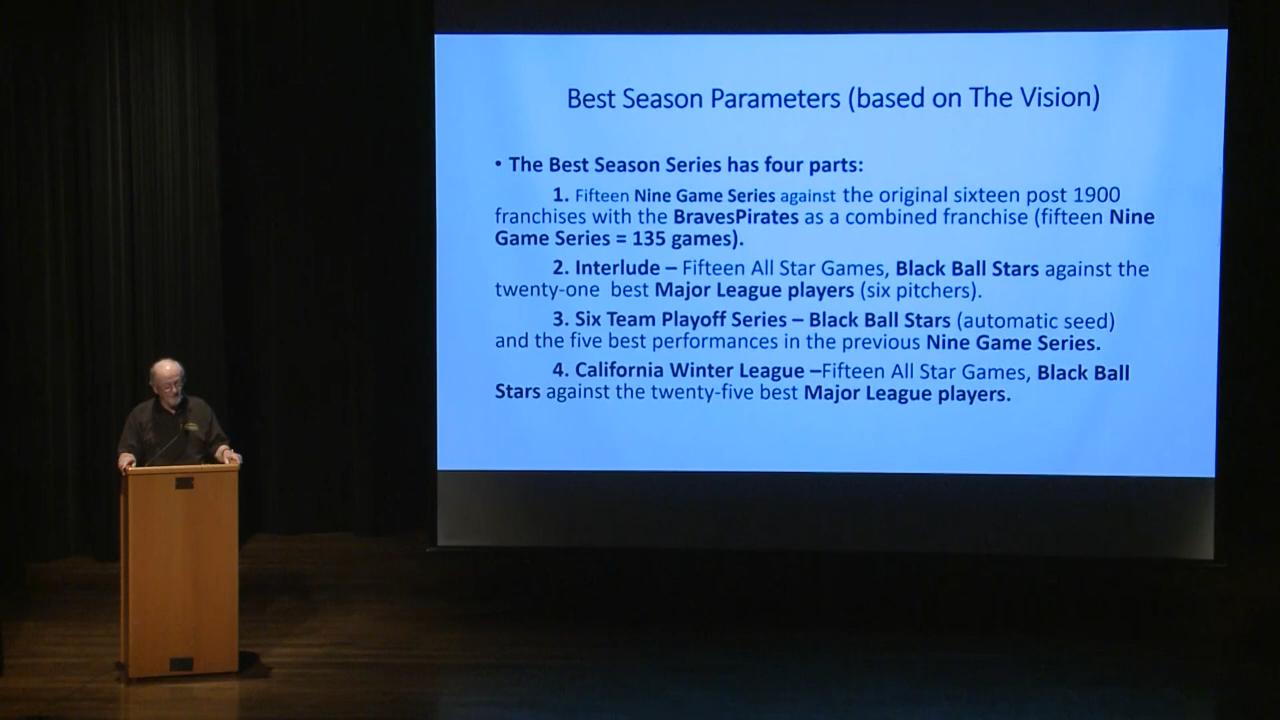 Best Season Parameters (based on The Vision)
• The Best Season Series has four parts:
1. Fifteen Nine Game Series against the original sixteen post 1900
franchises with the BravesPirates as a combined franchise (fifteen Nine
Game Series = 135 games).
2. Interlude – Fifteen All Star Games, Black Ball Stars against the
twenty-one best Major League players (six pitchers).
3. Six Team Playoff Series – Black Ball Stars (automatic seed)
and the five best performances in the previous Nine Game Series.
4. California Winter League –Fifteen All Star Games, Black Ball
Stars against the twenty-five best Major League players.